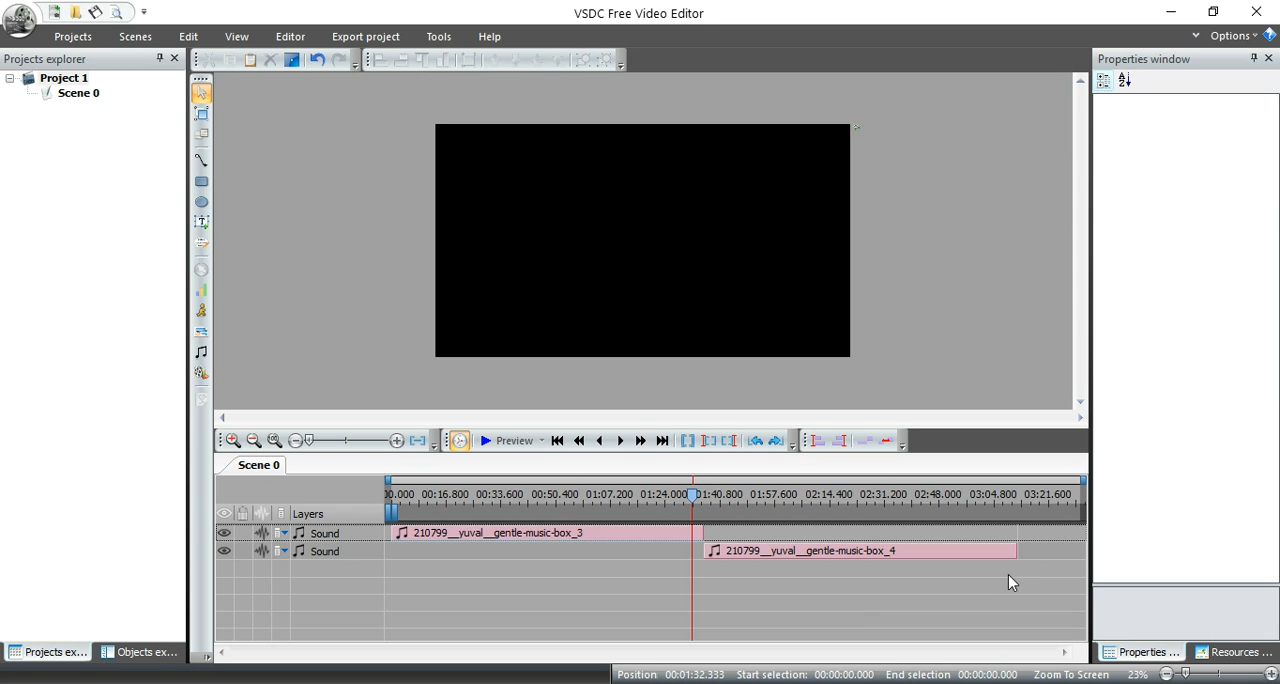 VSDC Free Video Editor
Projects Scenes Edit View Editor Export project Tools Help Options
Projects explorer
Properties window
Project 1
Scene 0
Preview
Scene 0
00.000 00:16.800 00:33.600 00:50.400 01:07.200 01:24.000 01:40.800 01:57.600 02:14.400 02:31.200 02:48.000 03:04.800 03:21.600
Layers
Sound 210799__yuval__gentle-music-box_3
Sound 210799__yuval__gentle-music-box_4
Projects ex... Objects ex... Properties ... Resources ...
Position 00:01:32.333 Start selection: 00:00:00.000 End selection 00:00:00.000 Zoom To Screen 23%